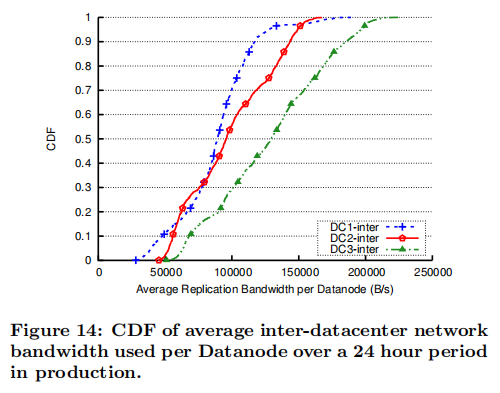 1
0.9
0.8
0.7
0.6
0.5
0.4
0.3
0.2
0.1
0
CDF
DC1-inter
DC2-inter
DC3-inter
0 50000 100000 150000 200000 250000
Average Replication Bandwidth per Datanode (B/s)
Figure 14: CDF of average inter-datacenter network
bandwidth used per Datanode over a 24 hour period
in production.